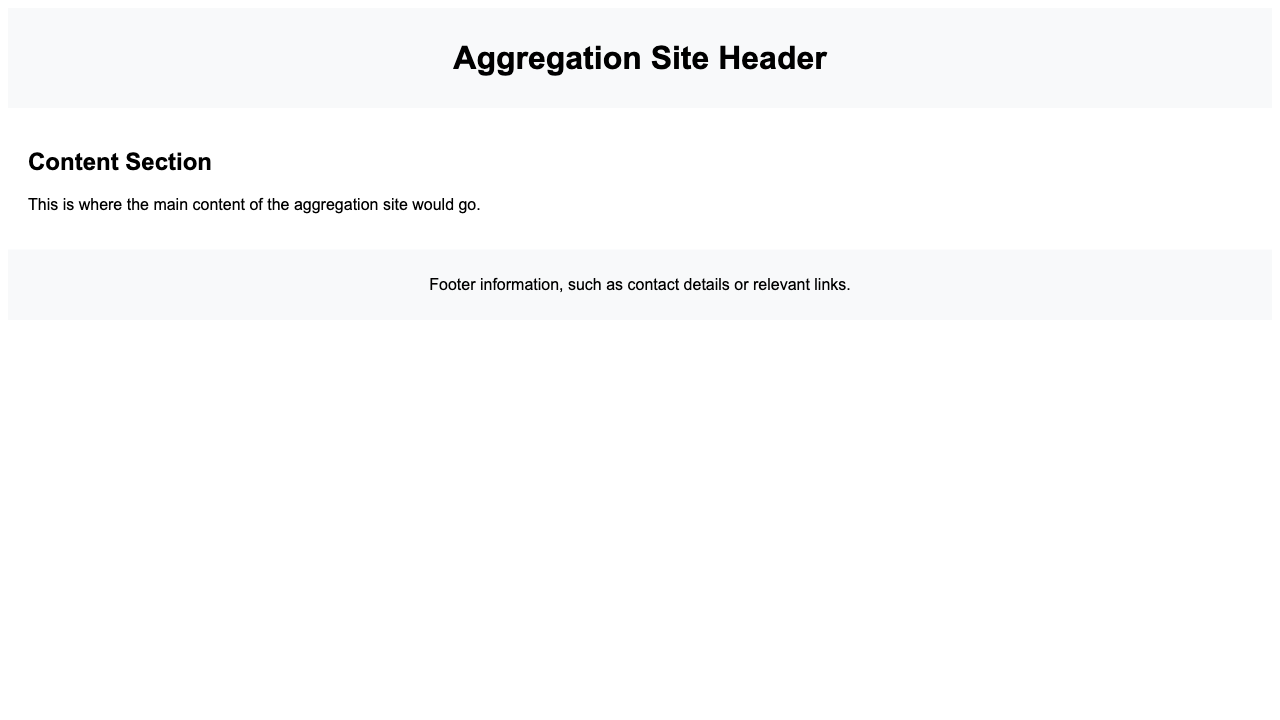 Aggregation Site Header
Content Section
This is where the main content of the aggregation site would go.
Footer information, such as contact details or relevant links.